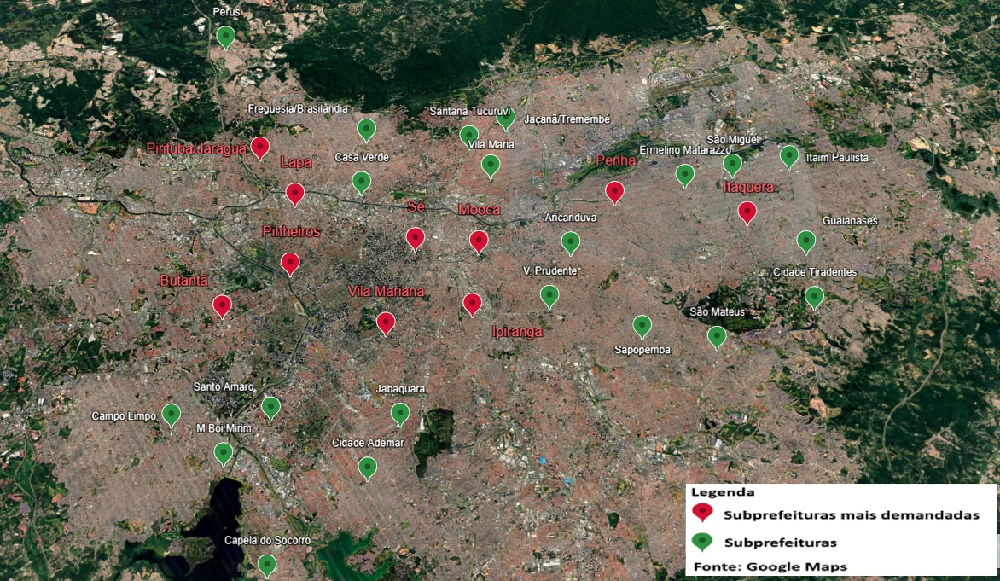 Perus
Freguesia/Brasilândia
Santana Tucuruvi
Jaçanã/Tremembé
Pirituba/Jaraguá
Lapa
Casa Verde
Vila Maria
Penha
Ermelino Matarazzo
São Miguel
Itaim Paulista
Itaquera
Sé
Mooca
Aricanduva
Guaianases
Pinheiros
Butantã
Vila Mariana
V. Prudente
Cidade Tiradentes
Ipiranga
São Mateus
Sapopemba
Santo Amaro
Jabaquara
Campo Limpo
M Boi Mirim
Cidade Ademar
Capela do Socorro
Legenda
Subprefeituras mais demandadas
Subprefeituras
Fonte: Google Maps